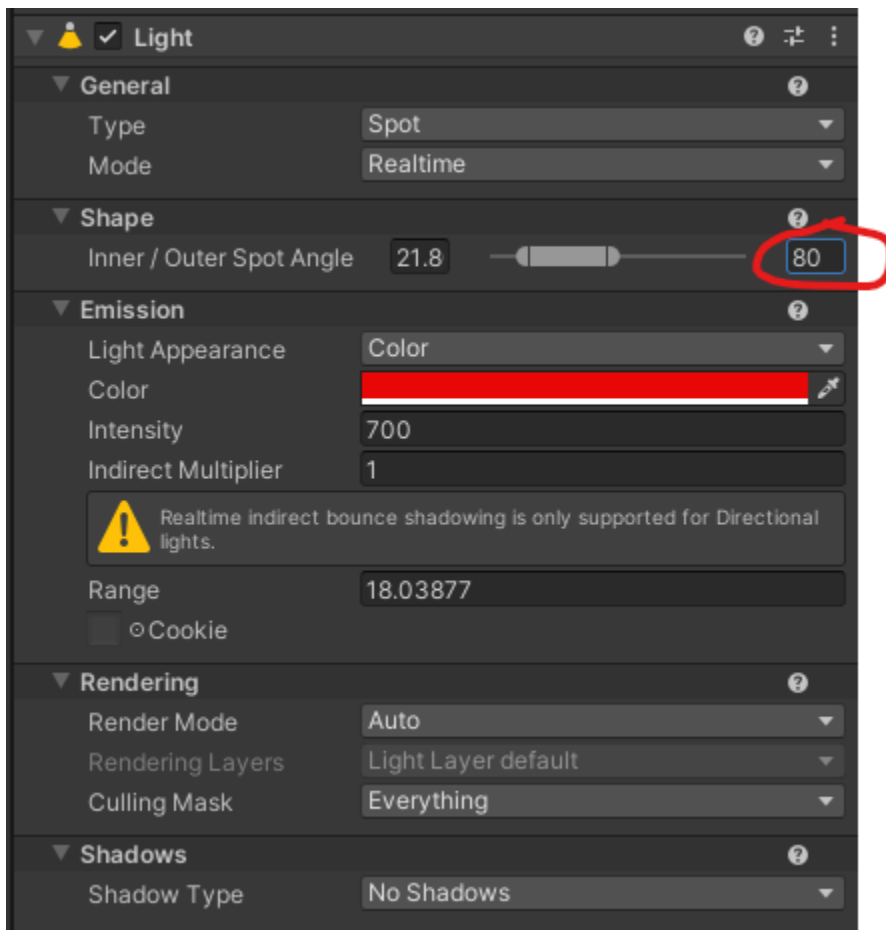 Light
General
Type Spot
Mode Realtime
Shape
Inner / Outer Spot Angle 21.8 80
Emission
Light Appearance Color
Color
Intensity 700
Indirect Multiplier 1
Realtime indirect bounce shadowing is only supported for Directional
lights.
Range 18.03877
Cookie
Rendering
Render Mode Auto
Rendering Layers Light Layer default
Culling Mask Everything
Shadows
Shadow Type No Shadows